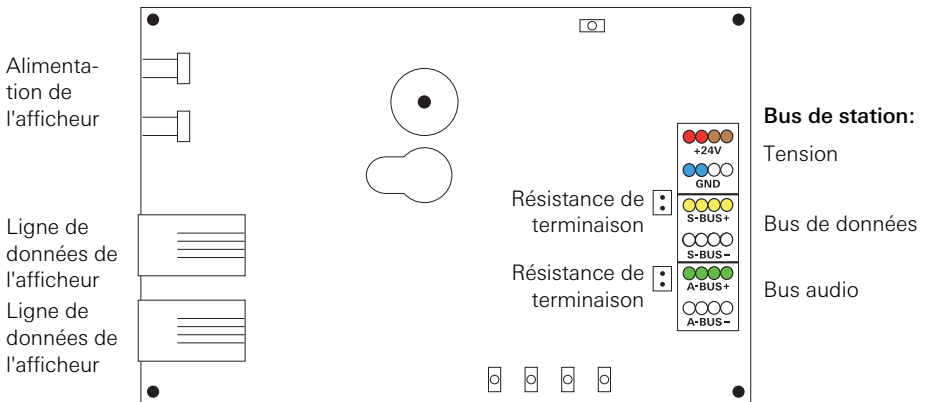 Alimenta-
tion de
l'afficheur
Ligne de
données de
l'afficheur
Ligne de
données de
l'afficheur
Résistance de
terminaison
Résistance de
terminaison
+24V
GND
S-BUS+
S-BUS–
A-BUS+
A-BUS–
Bus de station:
Tension
Bus de données
Bus audio